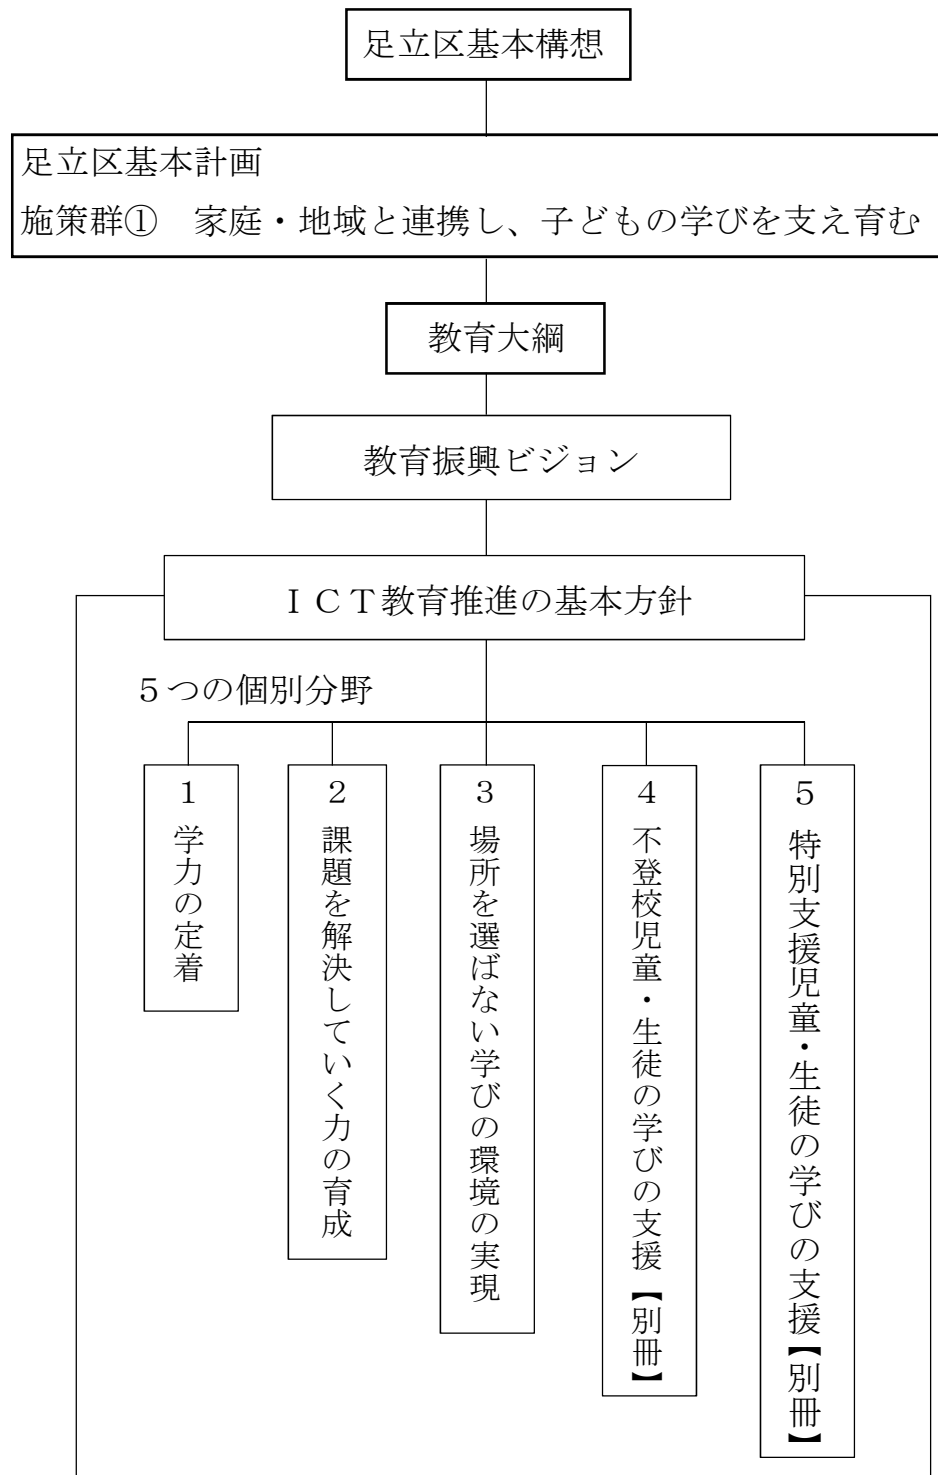 足立区基本構想
足立区基本計画
施策群①　家庭・地域と連携し、子どもの学びを支え育む
教育大綱
教育振興ビジョン
ＩＣＴ教育推進の基本方針
５つの個別分野
１　学力の定着
２　課題を解決していく力の育成
３　場所を選ばない学びの環境の実現
４　不登校児童・生徒の学びの支援【別冊】
５　特別支援児童・生徒の学びの支援【別冊】